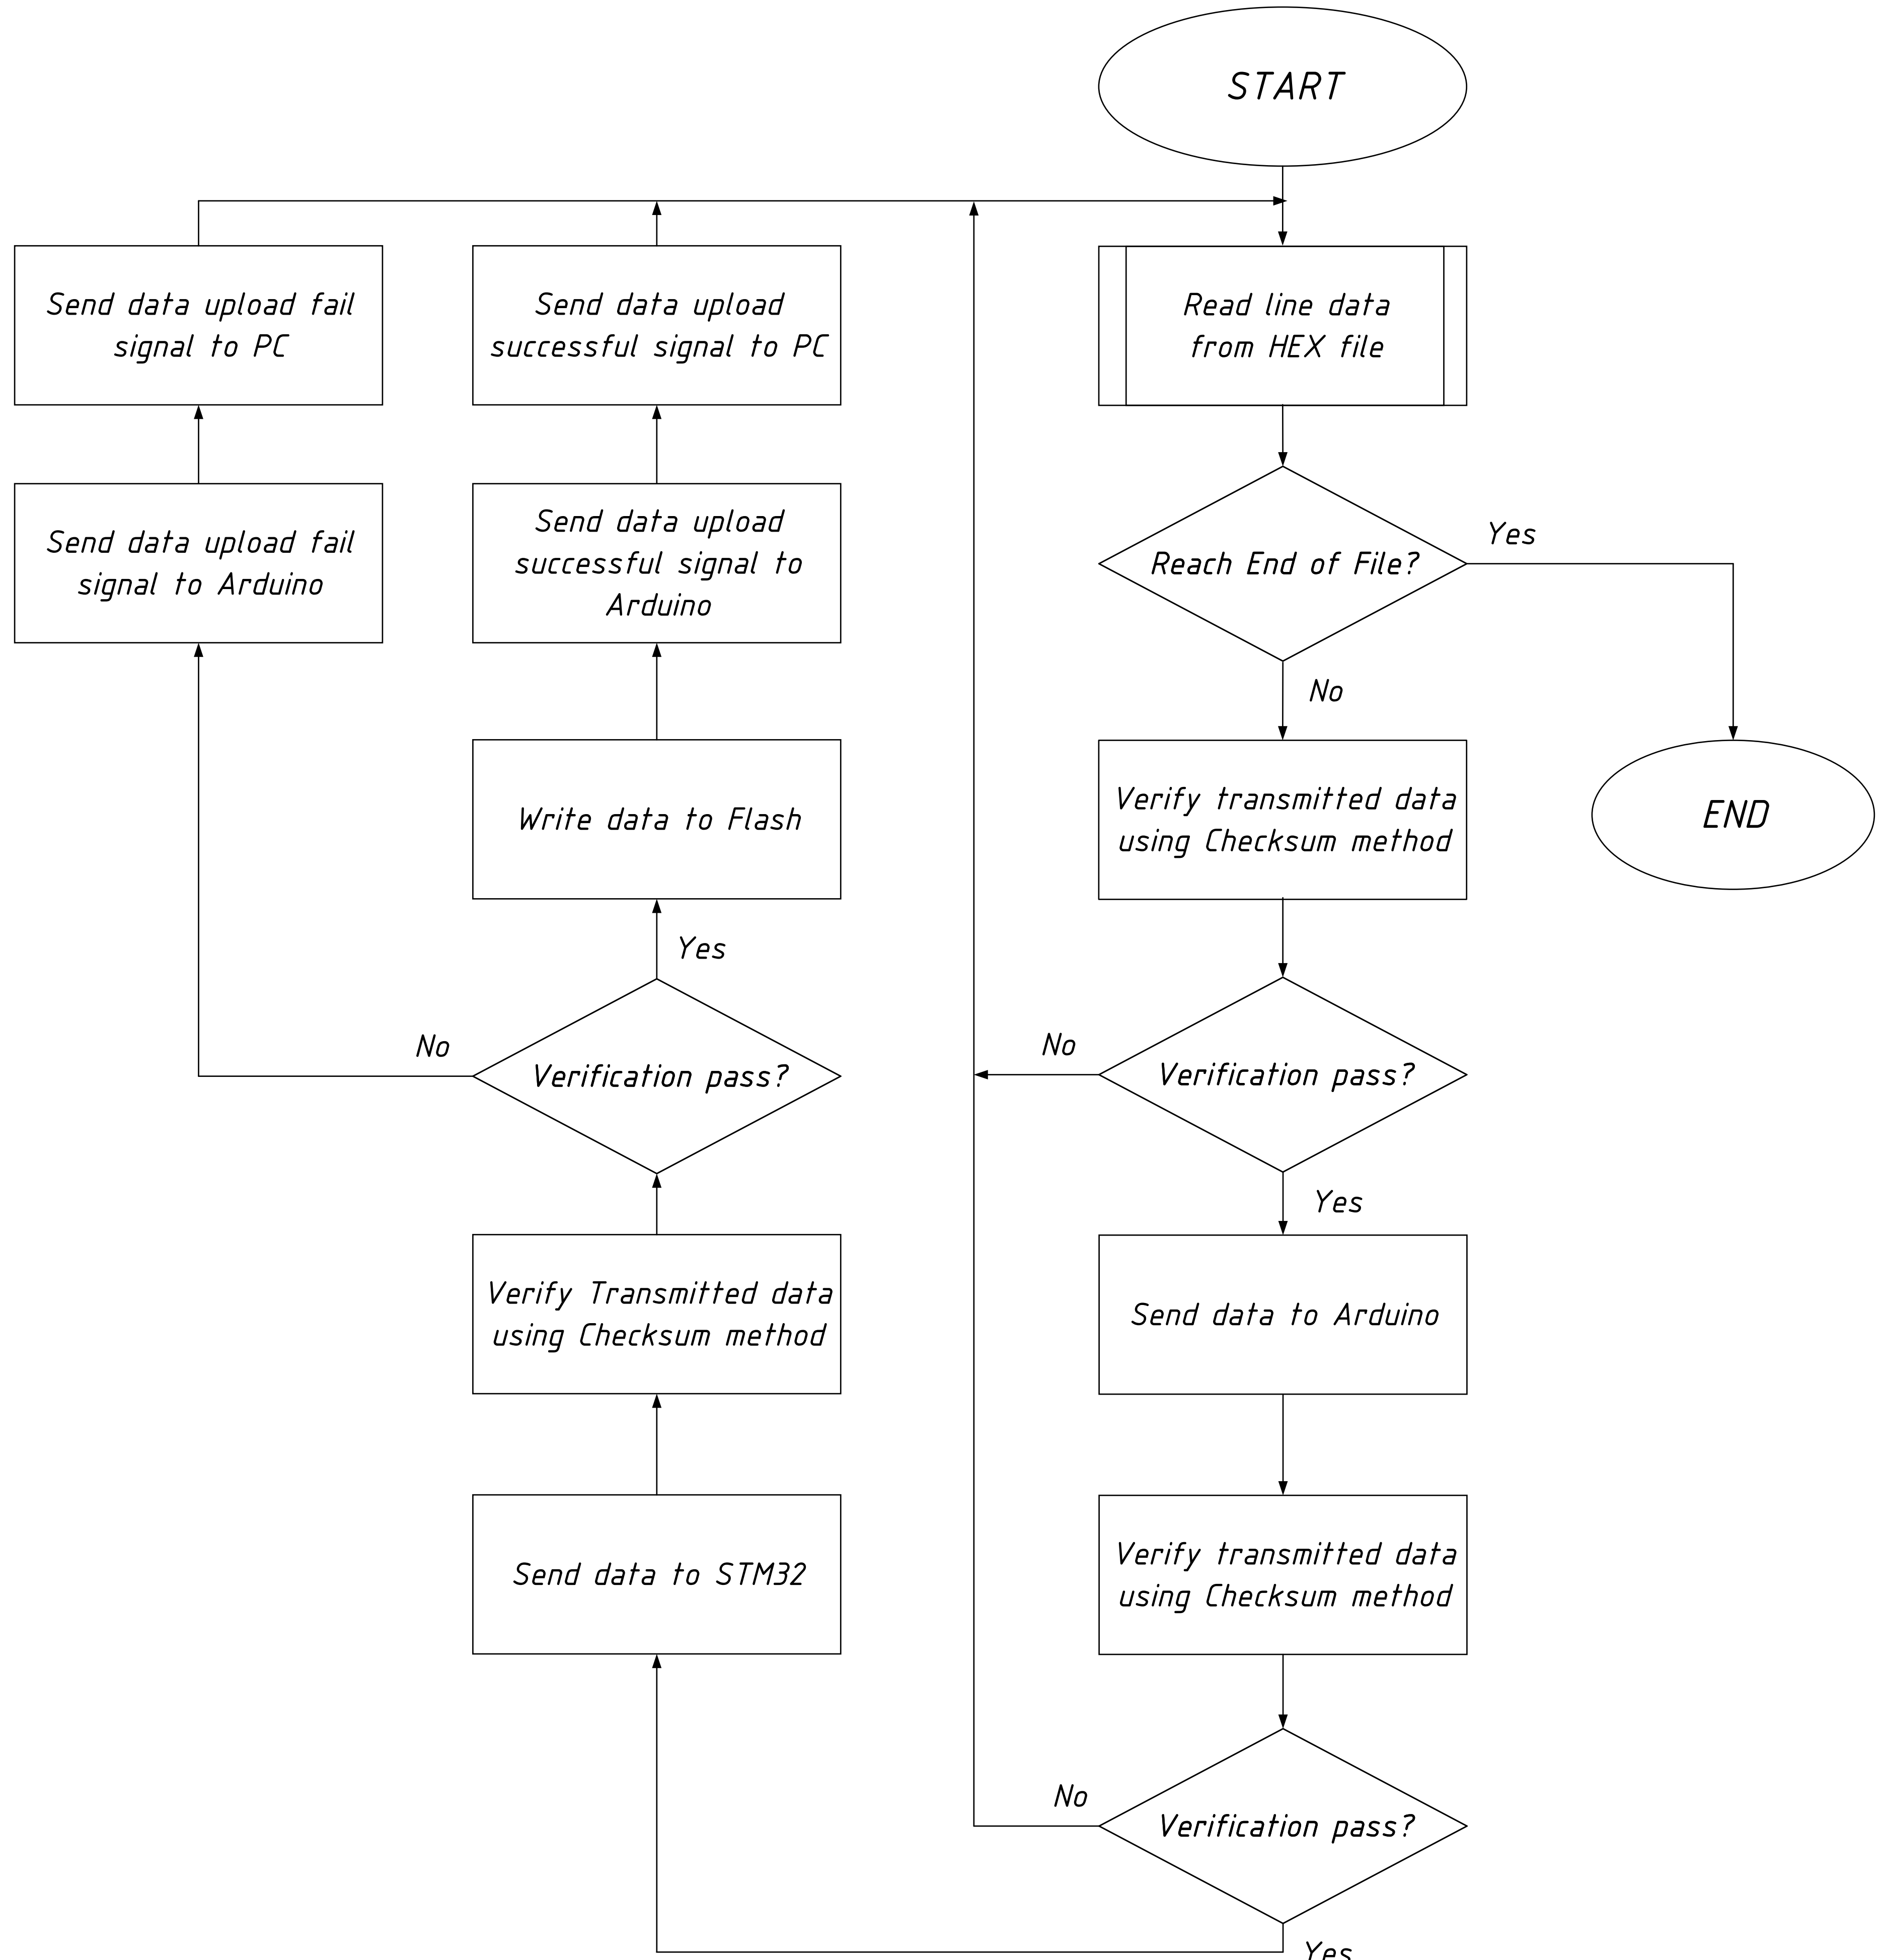 START
Send data upload fail
signal to PC
Send data upload
successful signal to PC
Read line data
from HEX file
Send data upload fail
signal to Arduino
Send data upload
successful signal to
Arduino
Reach End of File?
Yes
No
Write data to Flash
Verify transmitted data
using Checksum method
END
Yes
No
Verification pass?
No
Verification pass?
Yes
Verify Transmitted data
using Checksum method
Send data to Arduino
Send data to STM32
Verify transmitted data
using Checksum method
No
Verification pass?
Yes